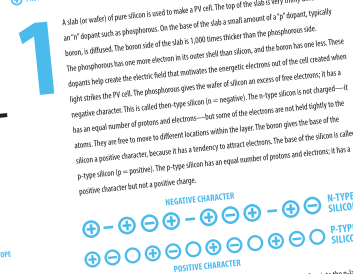 1
A slab (or wafer) of pure silicon is used to make a PV cell. The top of the slab is very thinly
an "n" dopant such as phosphorous. On the base of the slab a small amount of a "p" dopant, typically
boron, is diffused. The boron side of the slab is 1,000 times thicker than the phosphorous side.
The phosphorous has one more electron in its outer shell than silicon, and the boron has one less. These
dopants help create the electric field that motivates the energetic electrons out of the cell created when
light strikes the PV cell. The phosphorous gives the wafer of silicon an excess of free electrons; it has a
negative character. This is called then-type silicon (n = negative). The n-type silicon is not charged—it
has an equal number of protons and electrons—but some of the electrons are not held tightly to the
atoms. They are free to move to different locations within the layer. The boron gives the base of the
silicon a positive character, because it has a tendency to attract electrons. The base of the silicon is called
p-type silicon (p = positive). The p-type silicon has an equal number of protons and electrons; it has a
positive character but not a positive charge.
NEGATIVE CHARACTER
N-TYPE
SILICO
P-TYP
SILIC
POSITIVE CHARACTER
OPE